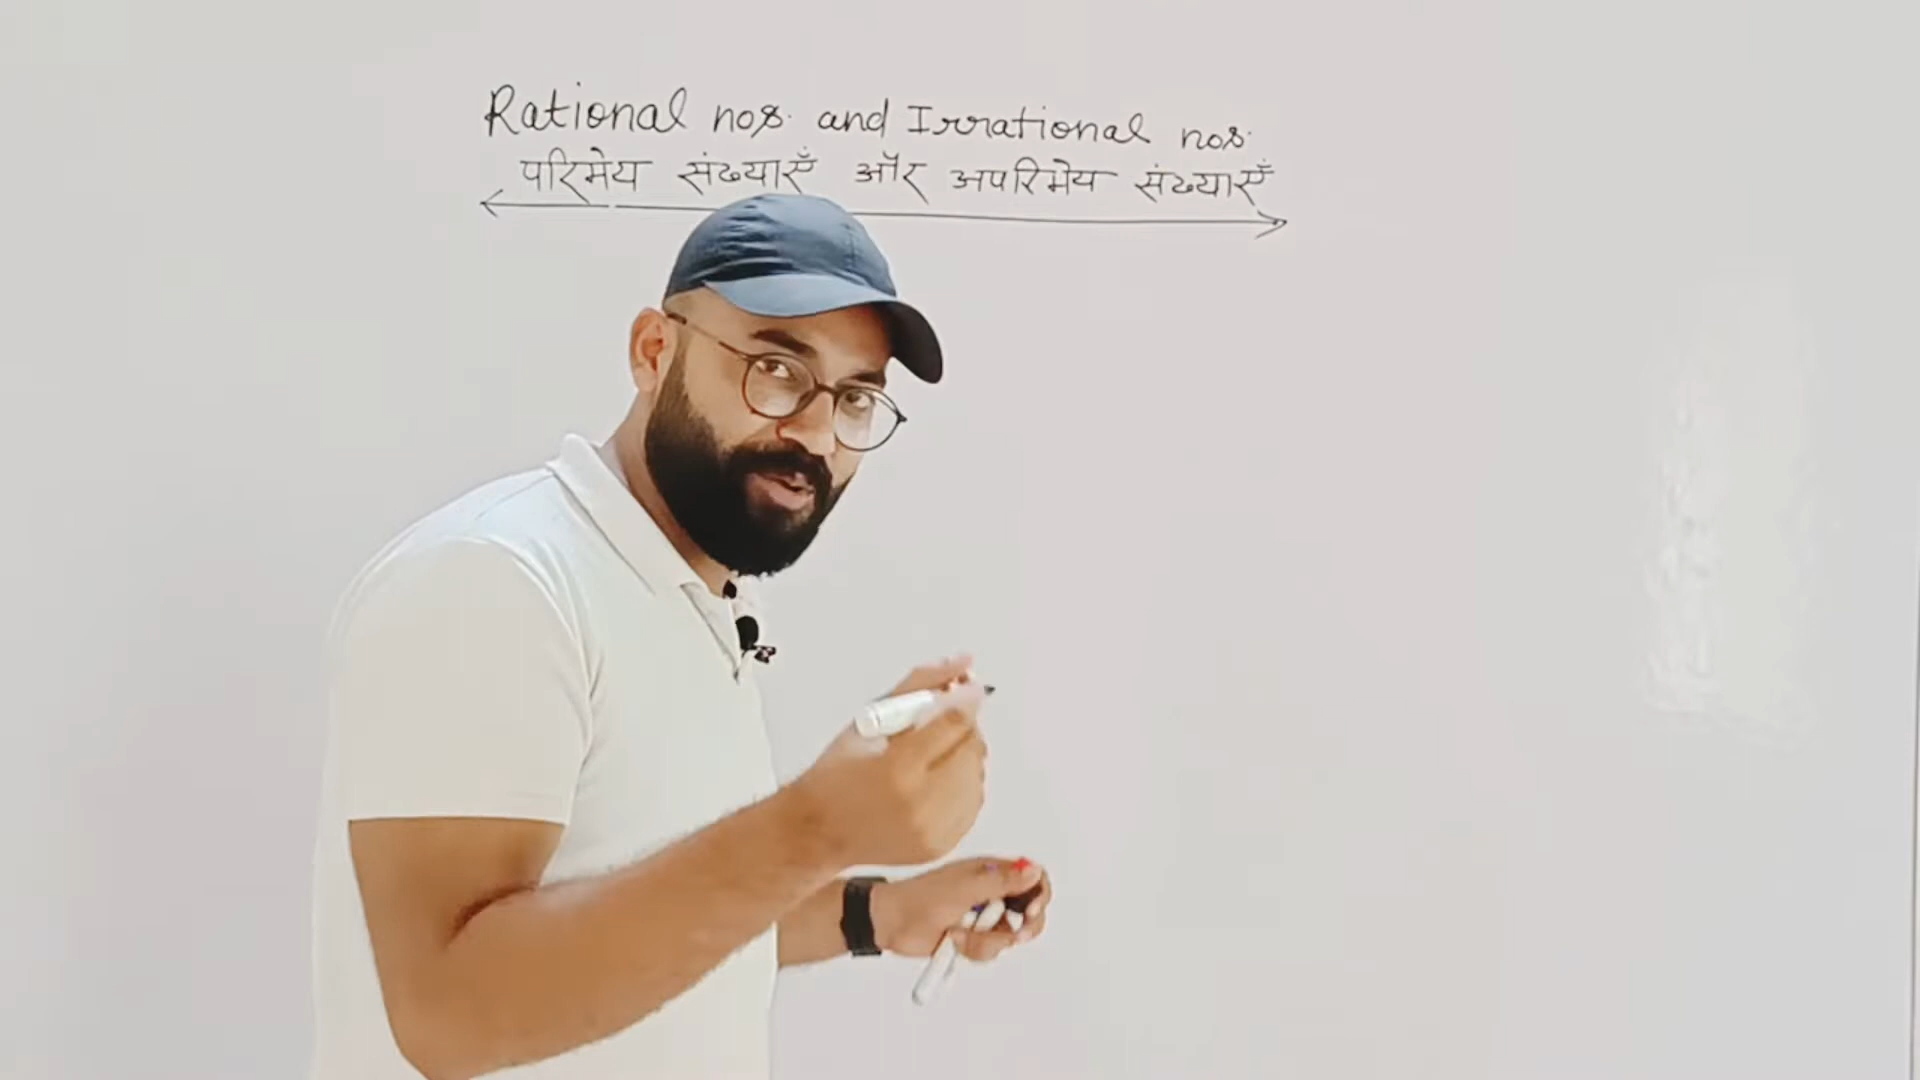 Rational nos. and Irrational nos.
परिमेय संख्याएँ और अपरिमेय संख्याएँ